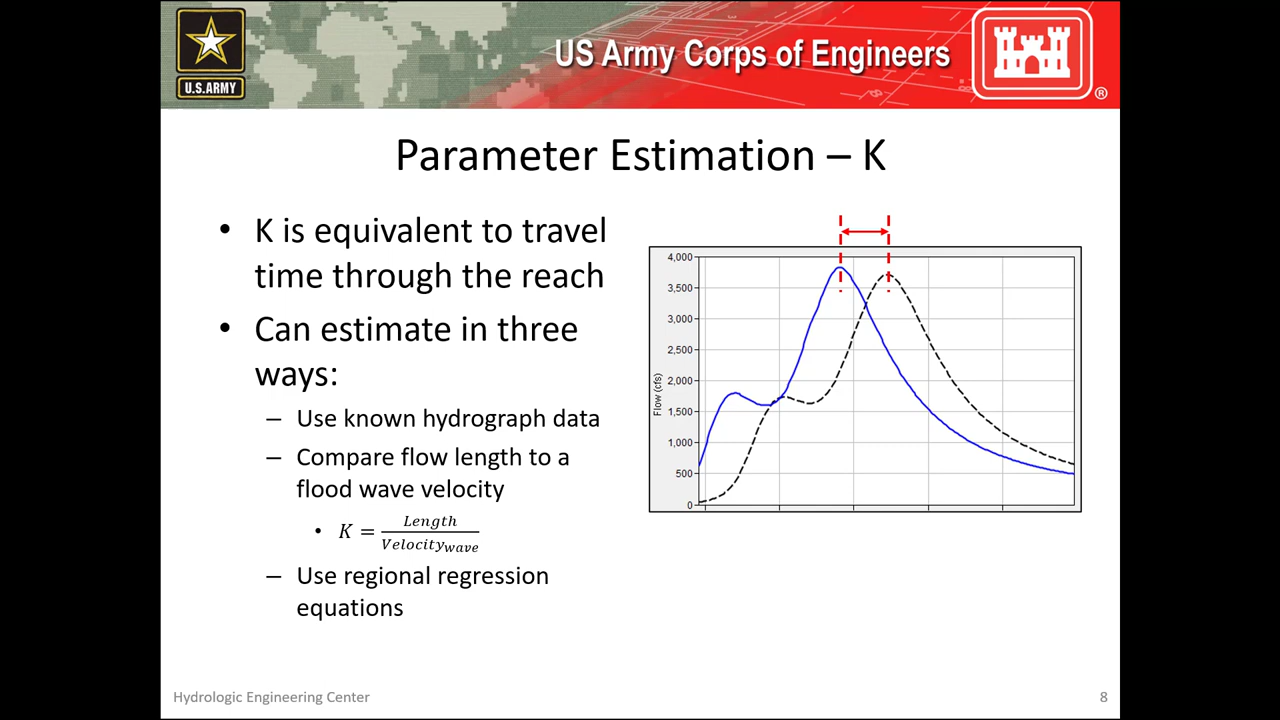 U.S.ARMY
US Army Corps of Engineers
®
Parameter Estimation – K
• K is equivalent to travel
time through the reach
• Can estimate in three
ways:
– Use known hydrograph data
– Compare flow length to a
flood wave velocity
• K = Length / Velocity_wave
– Use regional regression
equations
4,000
3,500
3,000
2,500
2,000
1,500
1,000
500
0
Flow (cfs)
Hydrologic Engineering Center
8